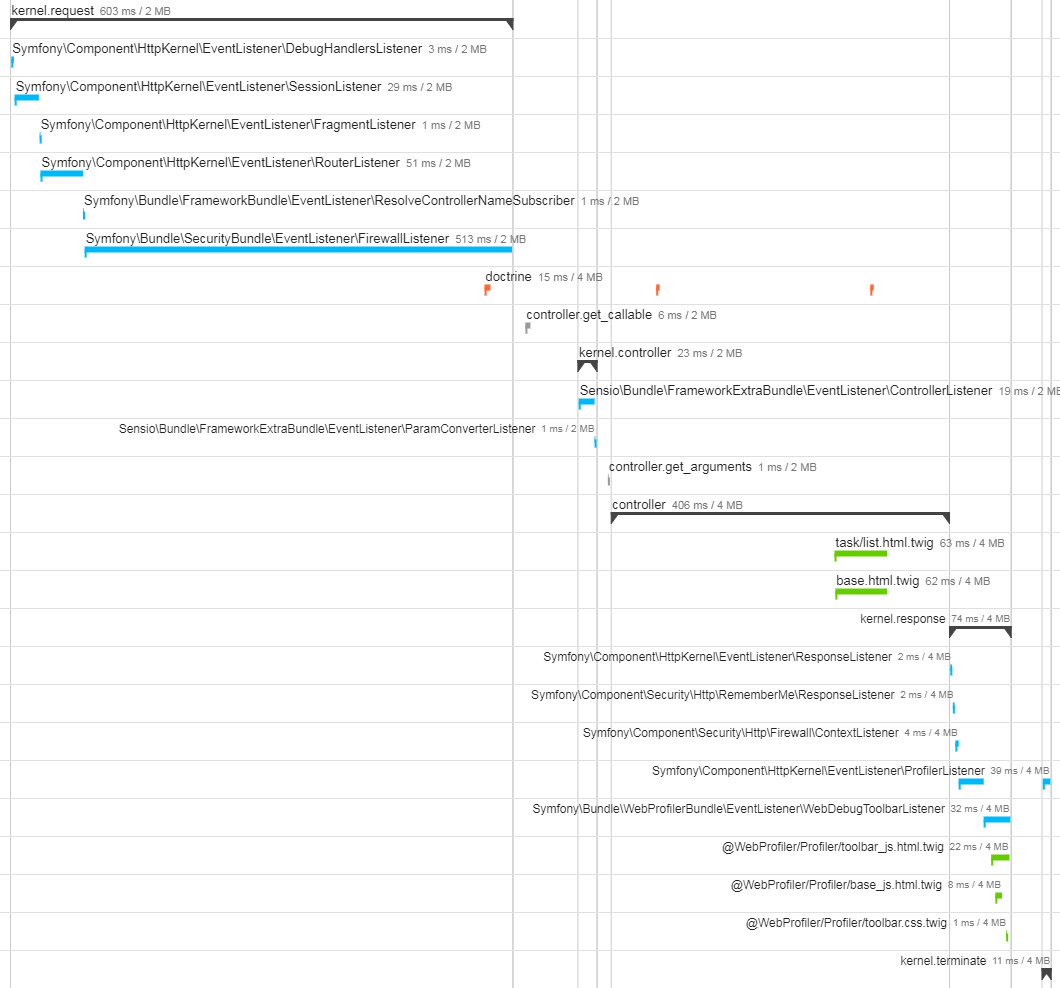 kernel.request 603 ms / 2 MB
Symfony\Component\HttpKernel\EventListener\DebugHandlersListener 3 ms / 2 MB
Symfony\Component\HttpKernel\EventListener\SessionListener 29 ms / 2 MB
Symfony\Component\HttpKernel\EventListener\FragmentListener 1 ms / 2 MB
Symfony\Component\HttpKernel\EventListener\RouterListener 51 ms / 2 MB
Symfony\Bundle\FrameworkBundle\EventListener\ResolveControllerNameSubscriber 1 ms / 2 MB
Symfony\Bundle\SecurityBundle\EventListener\FirewallListener 513 ms / 2 MB
doctrine 15 ms / 4 MB
controller.get_callable 6 ms / 2 MB
kernel.controller 23 ms / 2 MB
Sensio\Bundle\FrameworkExtraBundle\EventListener\ControllerListener 19 ms / 2 MB
Sensio\Bundle\FrameworkExtraBundle\EventListener\ParamConverterListener 1 ms / 2 MB
controller.get_arguments 1 ms / 2 MB
controller 406 ms / 4 MB
task/list.html.twig 63 ms / 4 MB
base.html.twig 62 ms / 4 MB
kernel.response 74 ms / 4 MB
Symfony\Component\HttpKernel\EventListener\ResponseListener 2 ms / 4 MB
Symfony\Component\Security\Http\RememberMe\ResponseListener 2 ms / 4 MB
Symfony\Component\Security\Http\Firewall\ContextListener 4 ms / 4 MB
Symfony\Component\HttpKernel\EventListener\ProfilerListener 39 ms / 4 MB
Symfony\Bundle\WebProfilerBundle\EventListener\WebDebugToolbarListener 32 ms / 4 MB
@WebProfiler/Profiler/toolbar_js.html.twig 22 ms / 4 MB
@WebProfiler/Profiler/base_js.html.twig 8 ms / 4 MB
@WebProfiler/Profiler/toolbar.css.twig 1 ms / 4 MB
kernel.terminate 11 ms / 4 MB